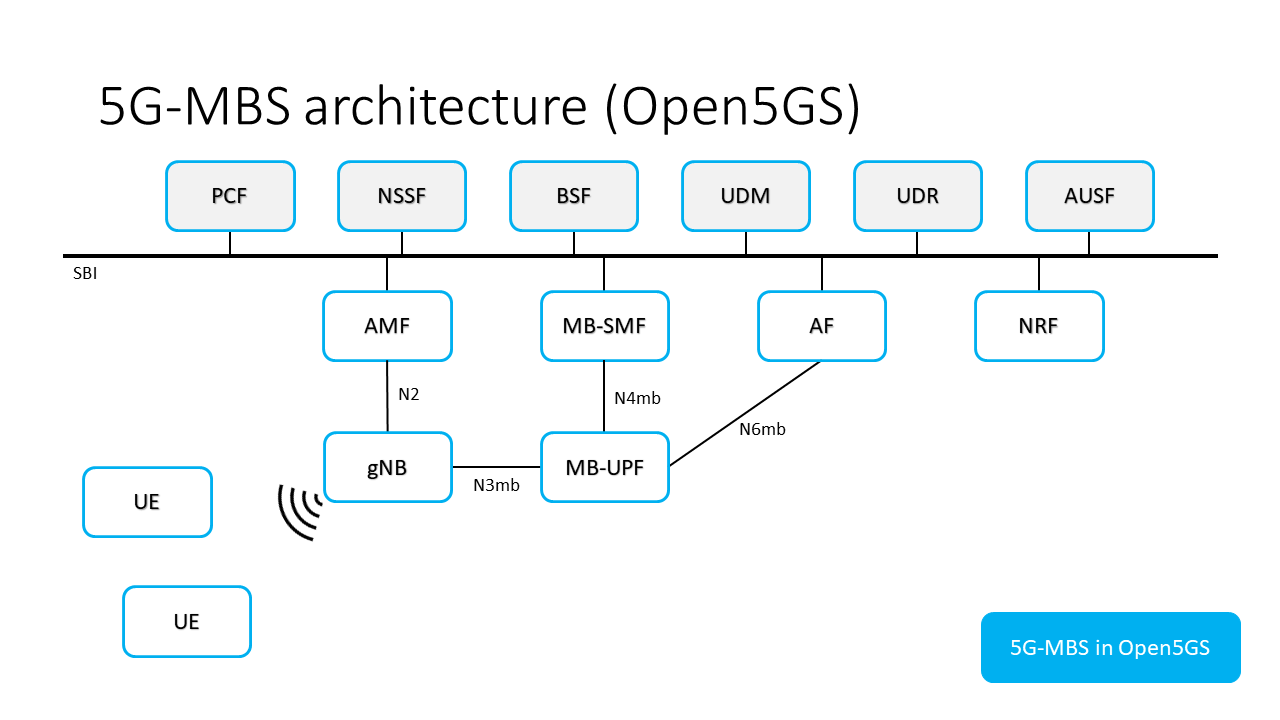 5G-MBS architecture (Open5GS)
PCF
NSSF
BSF
UDM
UDR
AUSF
SBI
AMF
MB-SMF
AF
NRF
N2
N4mb
N6mb
gNB
MB-UPF
N3mb
UE
UE
5G-MBS in Open5GS